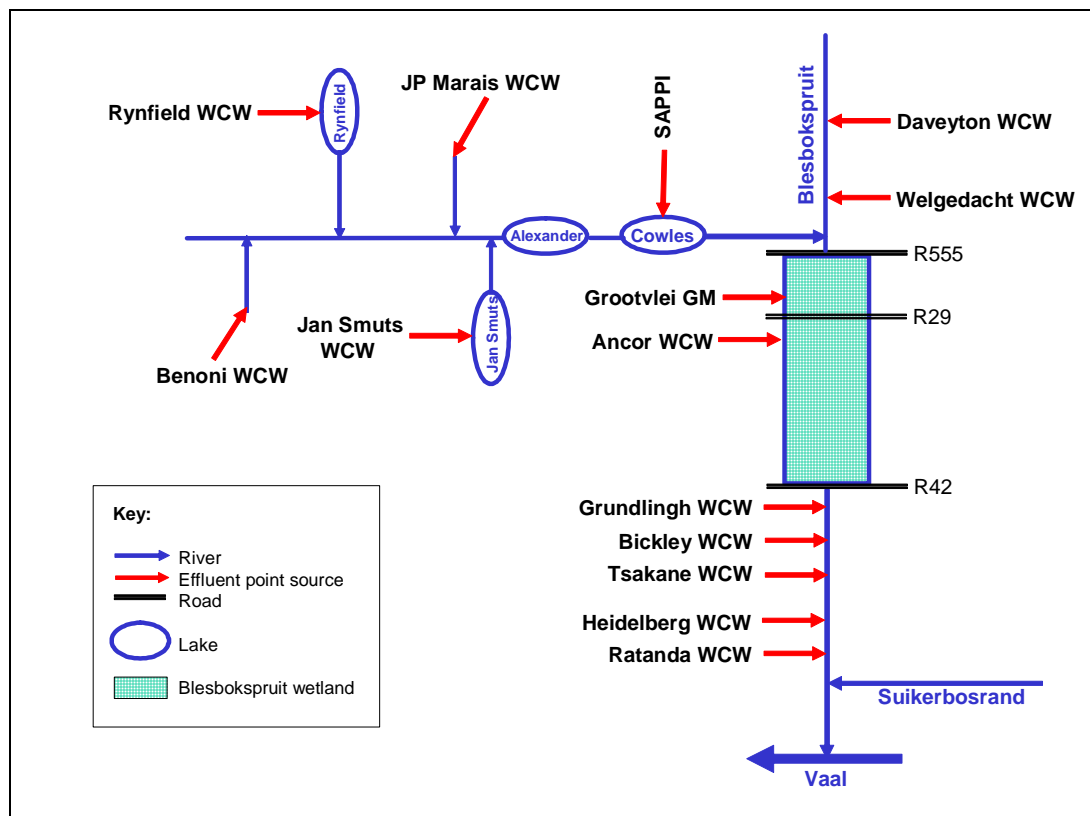 JP Marais WCW
SAPPI
Rynfield WCW
Rynfield
Blesbokspruit
Daveyton WCW
Welgedacht WCW
Alexander
Cowles
R555
Grootvlei GM
R29
Jan Smuts
WCW
Jan Smuts
Ancor WCW
Benoni WCW
R42
Grundlingh WCW
Bickley WCW
Tsakane WCW
Heidelberg WCW
Ratanda WCW
Suikerbosrand
Vaal
Key:
River
Effluent point source
Road
Lake
Blesbokspruit wetland